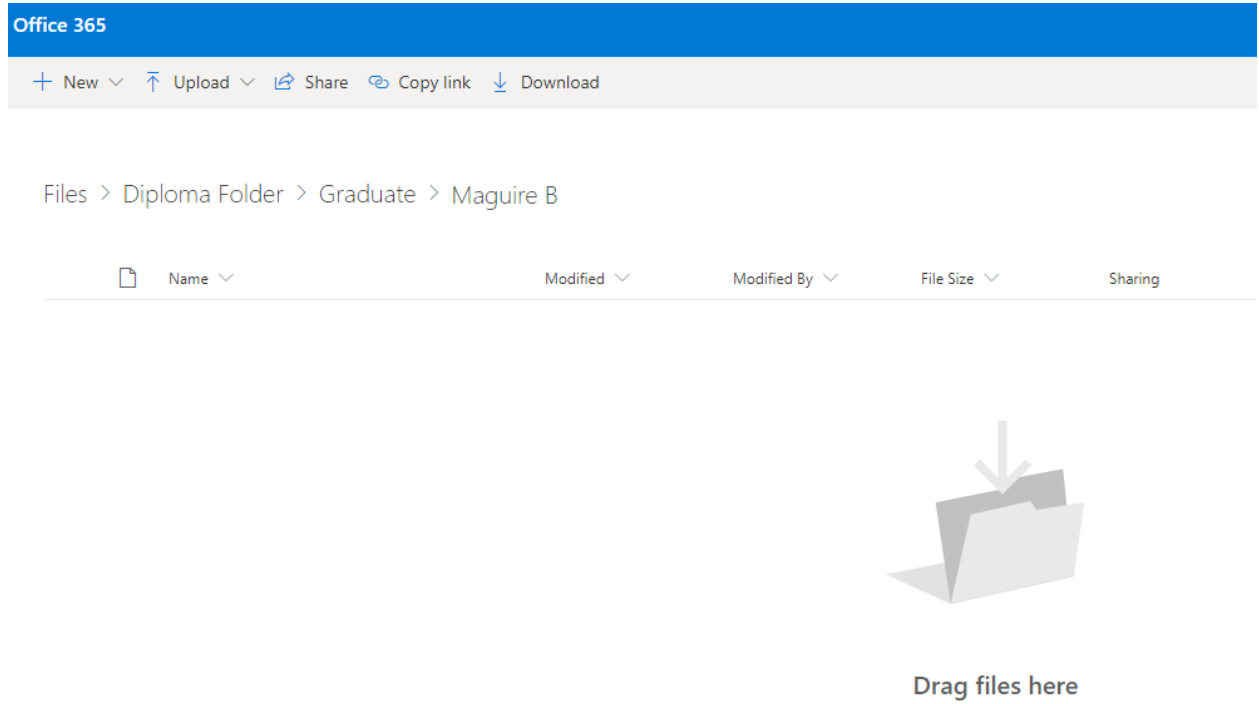 Office 365
New Upload Share Copy link Download
Files > Diploma Folder > Graduate > Maguire B
Name Modified Modified By File Size Sharing
Drag files here